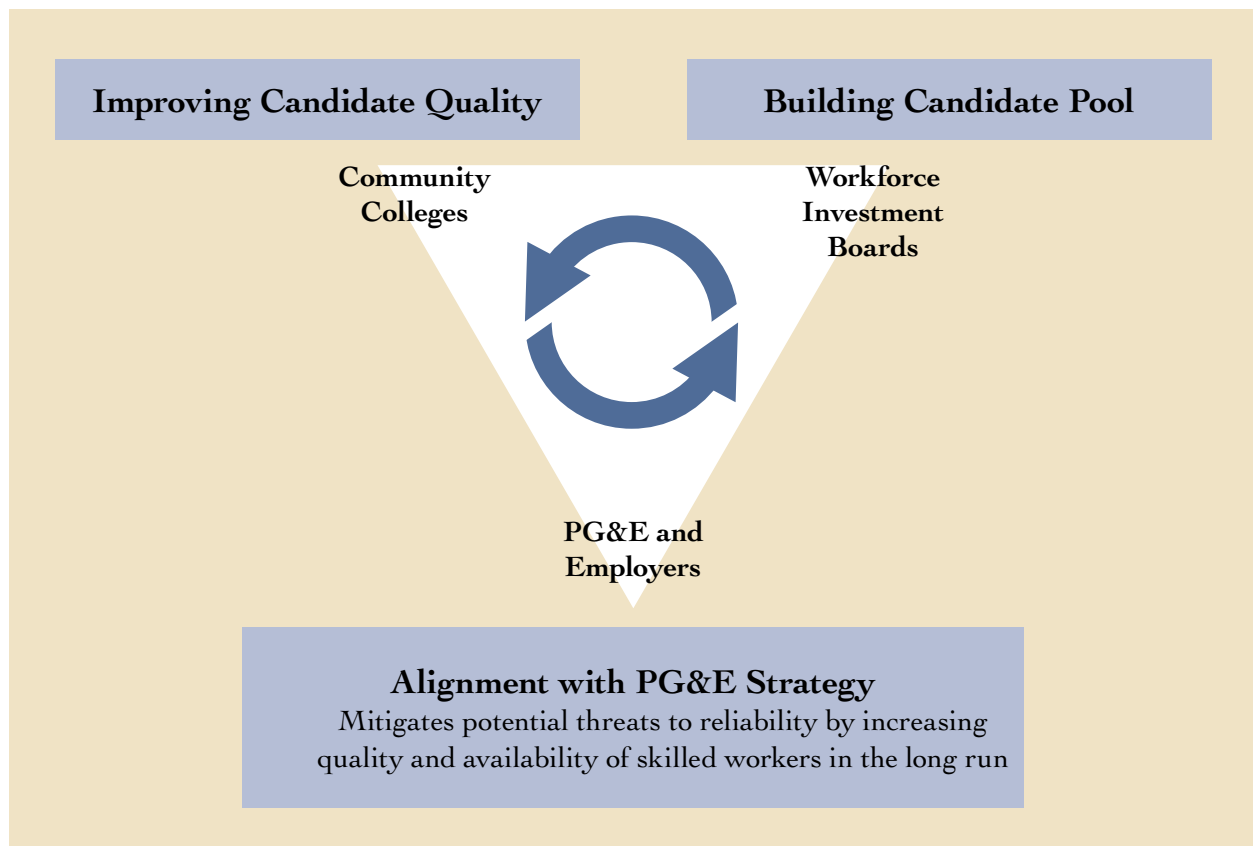 Improving Candidate Quality
Building Candidate Pool
Community
Colleges
Workforce
Investment
Boards
PG&E and
Employers
Alignment with PG&E Strategy
Mitigates potential threats to reliability by increasing
quality and availability of skilled workers in the long run